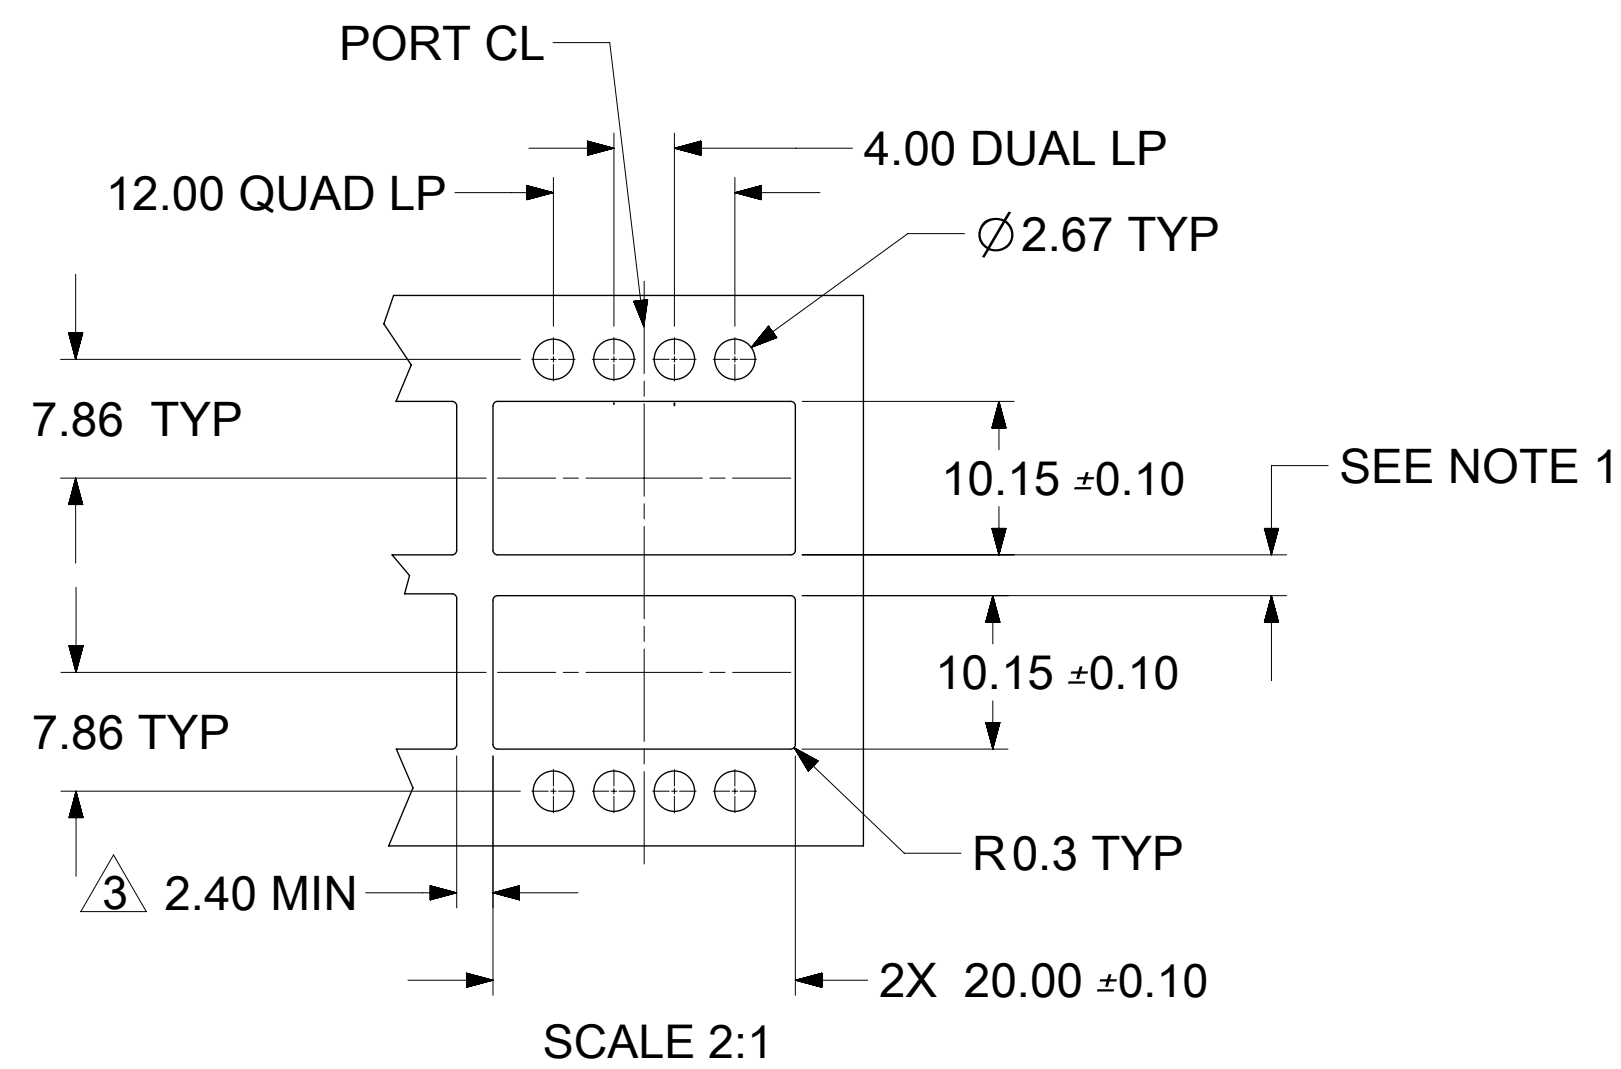 PORT CL
4.00 DUAL LP
12.00 QUAD LP
⌀2.67 TYP
7.86 TYP
10.15 ±0.10
SEE NOTE 1
10.15 ±0.10
7.86 TYP
R0.3 TYP
3 2.40 MIN
2X 20.00 ±0.10
SCALE 2:1